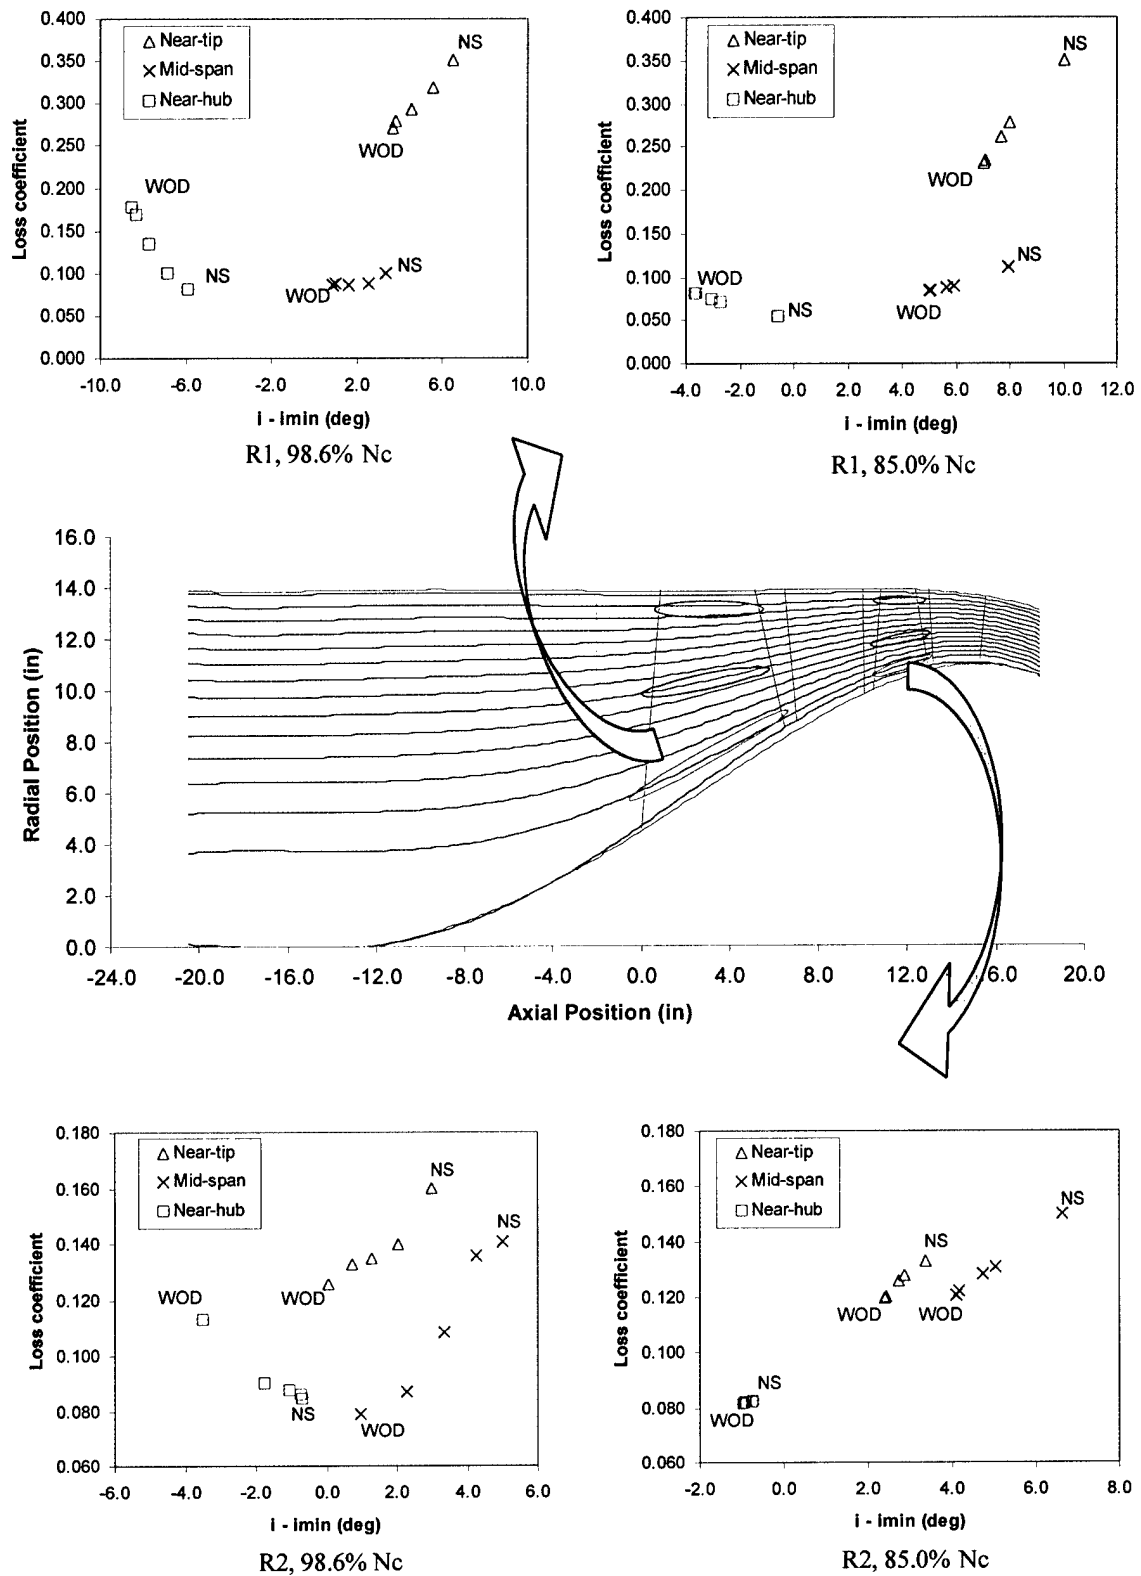 0.400
0.350
0.300
0.250
0.200
0.150
0.100
0.050
0.000
Loss coefficient
Near-tip
Mid-span
Near-hub
NS
WOD
WOD
NS
NS
WOD
-10.0 -6.0 -2.0 2.0 6.0 10.0
i - imin (deg)
R1, 98.6% Nc
0.400
0.350
0.300
0.250
0.200
0.150
0.100
0.050
0.000
Loss coefficient
Near-tip
Mid-span
Near-hub
NS
WOD
NS
WOD
NS
WOD
-4.0 -2.0 0.0 2.0 4.0 6.0 8.0 10.0 12.0
i - imin (deg)
R1, 85.0% Nc
16.0
14.0
12.0
10.0
8.0
6.0
4.0
2.0
0.0
Radial Position (in)
-24.0 -20.0 -16.0 -12.0 -8.0 -4.0 0.0 4.0 8.0 12.0 16.0 20.0
Axial Position (in)
0.180
0.160
0.140
0.120
0.100
0.080
0.060
Loss coefficient
Near-tip
Mid-span
Near-hub
NS
NS
WOD
WOD
NS
WOD
-6.0 -4.0 -2.0 0.0 2.0 4.0 6.0
i - imin (deg)
R2, 98.6% Nc
0.180
0.160
0.140
0.120
0.100
0.080
0.060
Loss coefficient
Near-tip
Mid-span
Near-hub
NS
NS
WOD
WOD
NS
WOD
-2.0 0.0 2.0 4.0 6.0 8.0
i - imin (deg)
R2, 85.0% Nc